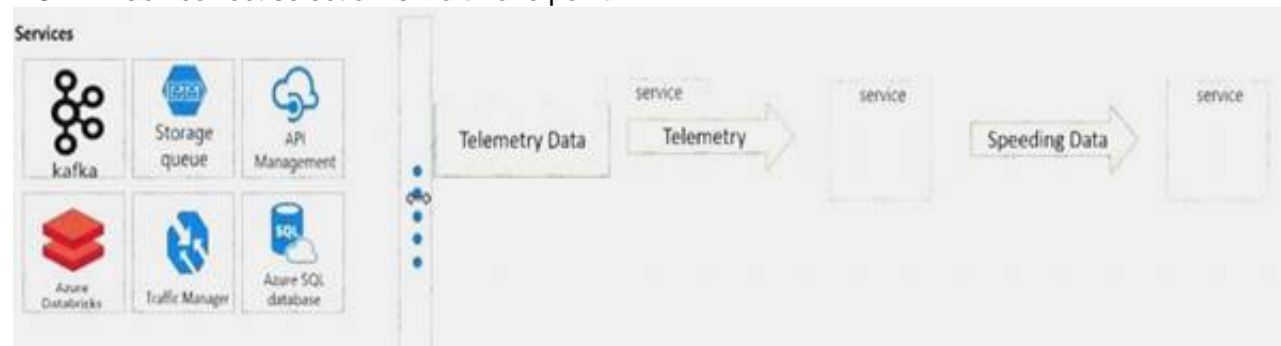 Services
kafka
Storage
queue
API
Management
Azure
Databricks
Traffic Manager
Azure SQL
database
Telemetry Data
service
Telemetry
service
Speeding Data
service